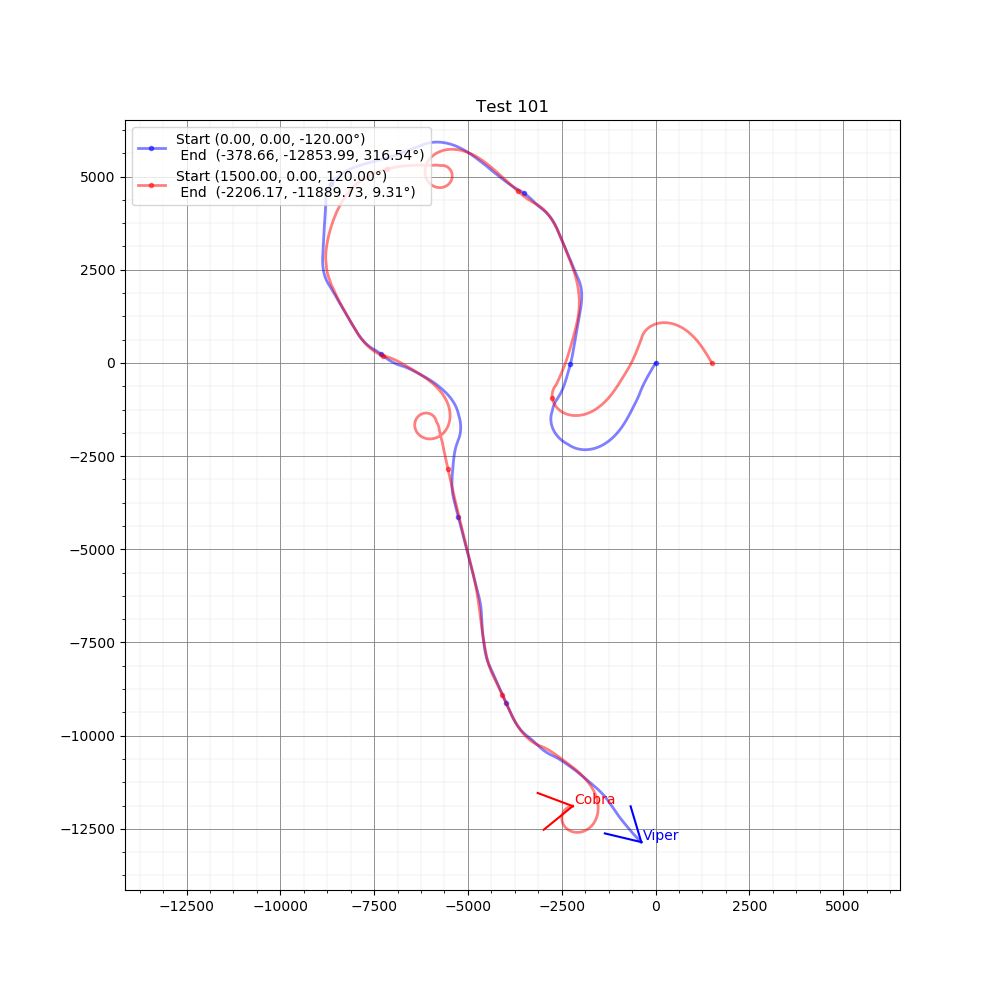 Test 101
Start (0.00, 0.00, -120.00°)
End (-378.66, -12853.99, 316.54°)
Start (1500.00, 0.00, 120.00°)
End (-2206.17, -11889.73, 9.31°)
5000
2500
0
−2500
−5000
−7500
−10000
−12500
Cobra
Viper
−12500 −10000 −7500 −5000 −2500 0 2500 5000